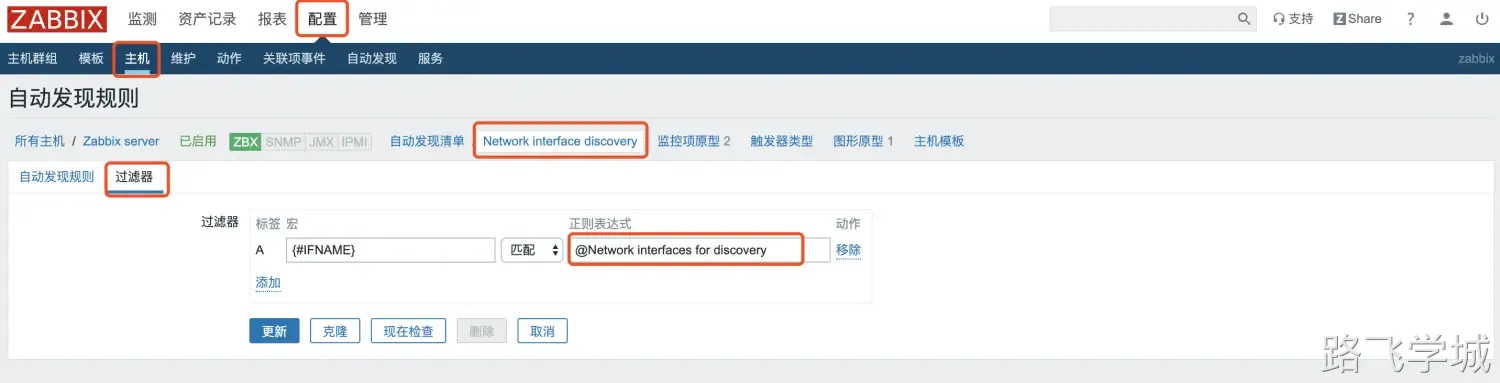 ZABBIX 监测 资产记录 报表 配置 管理 支持 Share ?
主机群组 模板 主机 维护 动作 关联项事件 自动发现 服务 zabbix
自动发现规则
所有主机 / Zabbix server 已启用 ZBX SNMP JMX IPMI 自动发现清单 Network interface discovery 监控项原型 2 触发器类型 图形原型 1 主机模板
自动发现规则 过滤器
过滤器 标签 宏 正则表达式 动作
A {#IFNAME} 匹配 @Network interfaces for discovery 移除
添加
更新 克隆 现在检查 删除 取消
路飞学城